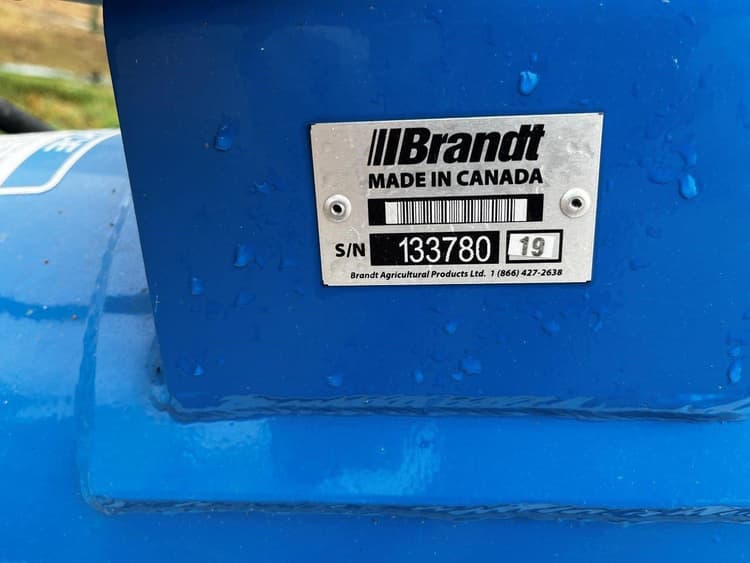 Brandt
MADE IN CANADA
S/N 133780 19
Brandt Agricultural Products Ltd. 1 (866) 427-2638